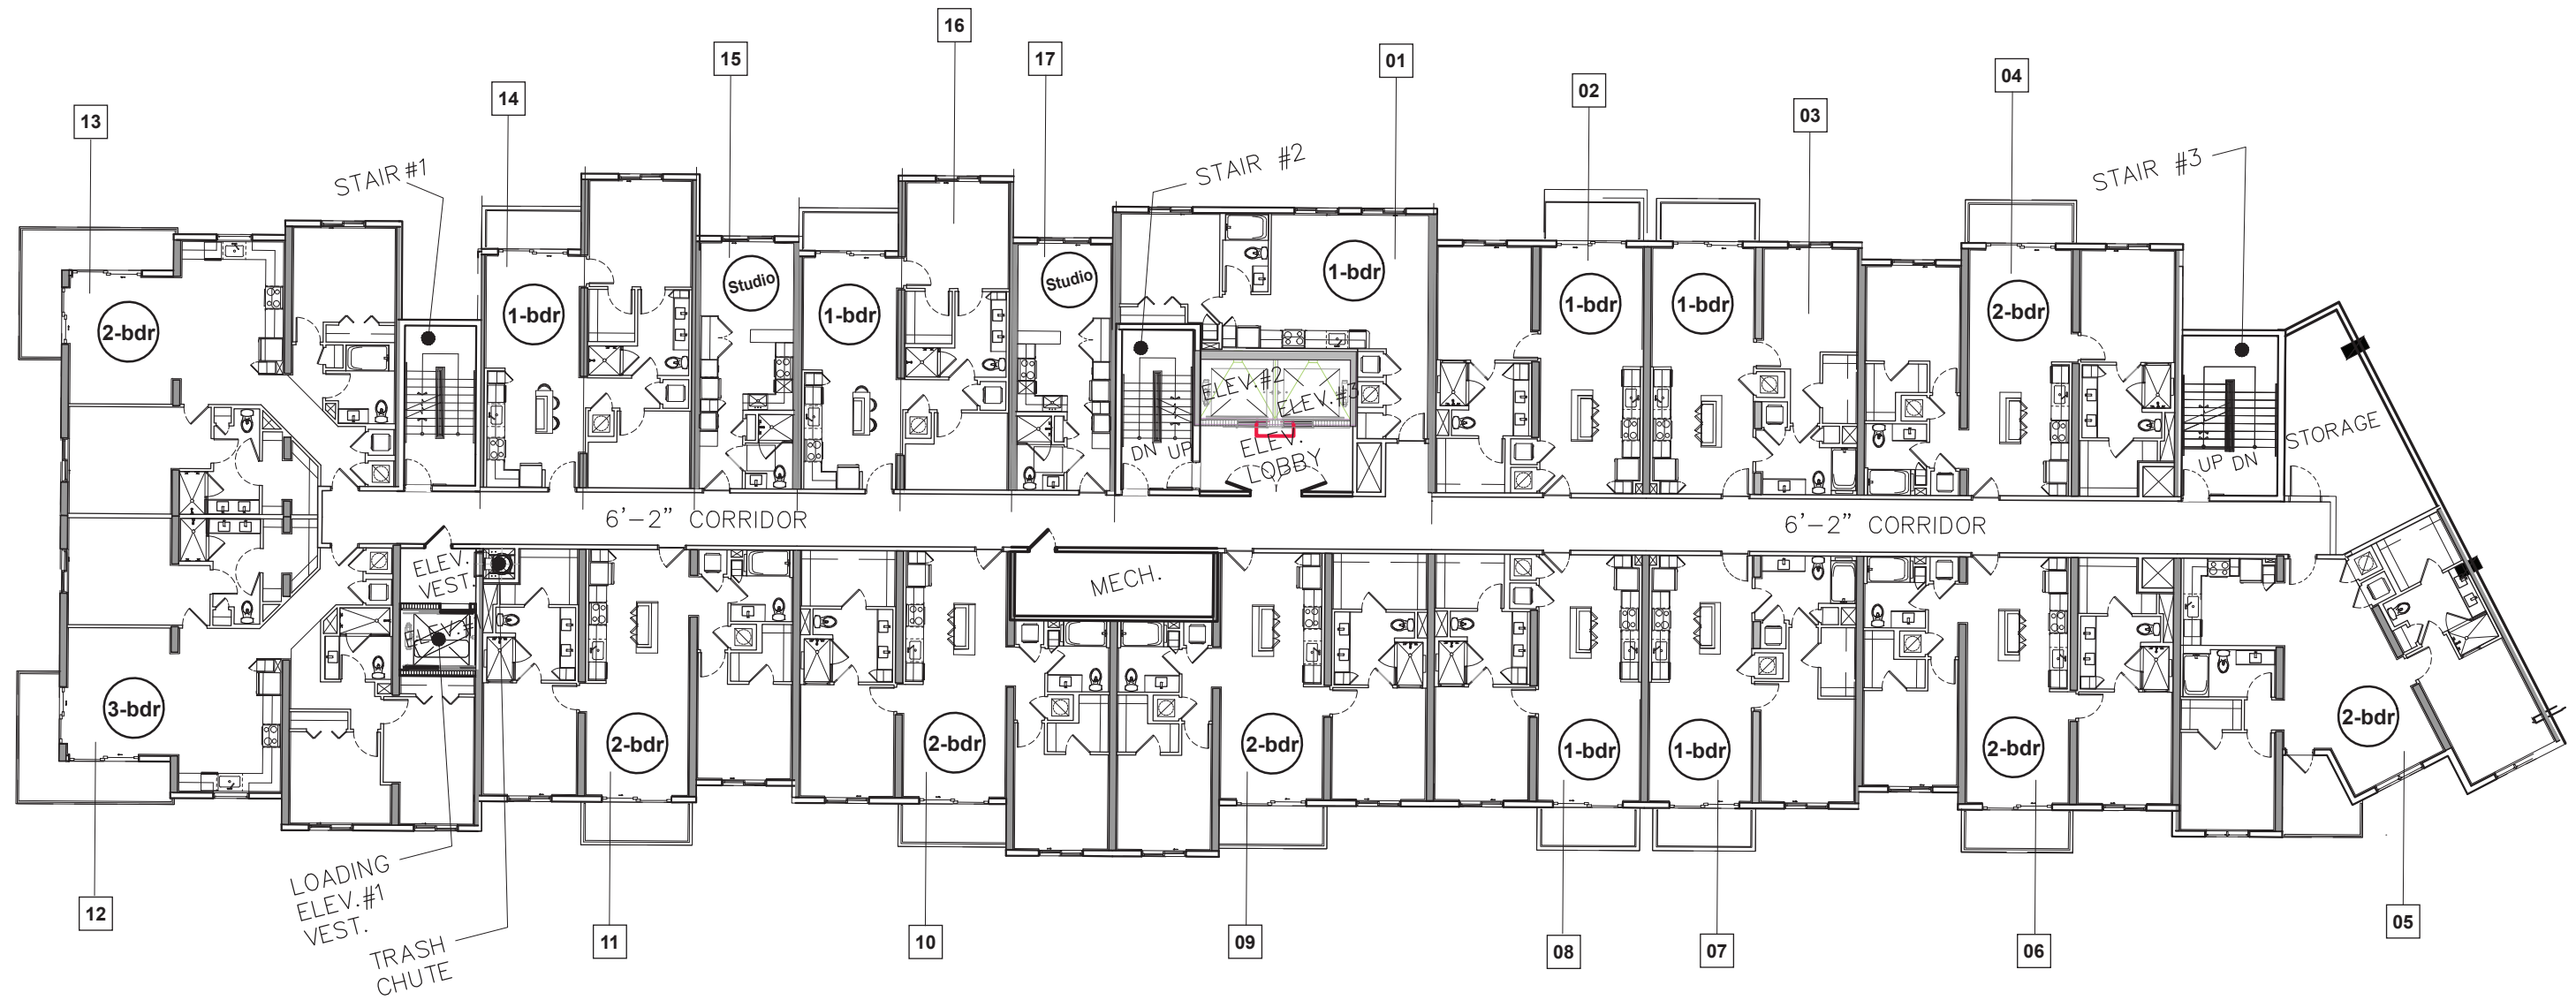 16
15
17
01
04
14
02
13
03
STAIR #1
STAIR #2
STAIR #3
2-bdr
1-bdr
Studio
1-bdr
Studio
1-bdr
1-bdr
1-bdr
2-bdr
ELEV.#2
ELEV.#3
DN UP
ELEV.
LOBBY
UP DN
STORAGE
6'-2" CORRIDOR
6'-2" CORRIDOR
ELEV.
VEST.
MECH.
3-bdr
2-bdr
2-bdr
2-bdr
1-bdr
1-bdr
2-bdr
2-bdr
LOADING
ELEV.#1
VEST.
TRASH
CHUTE
12
11
10
09
08
07
06
05